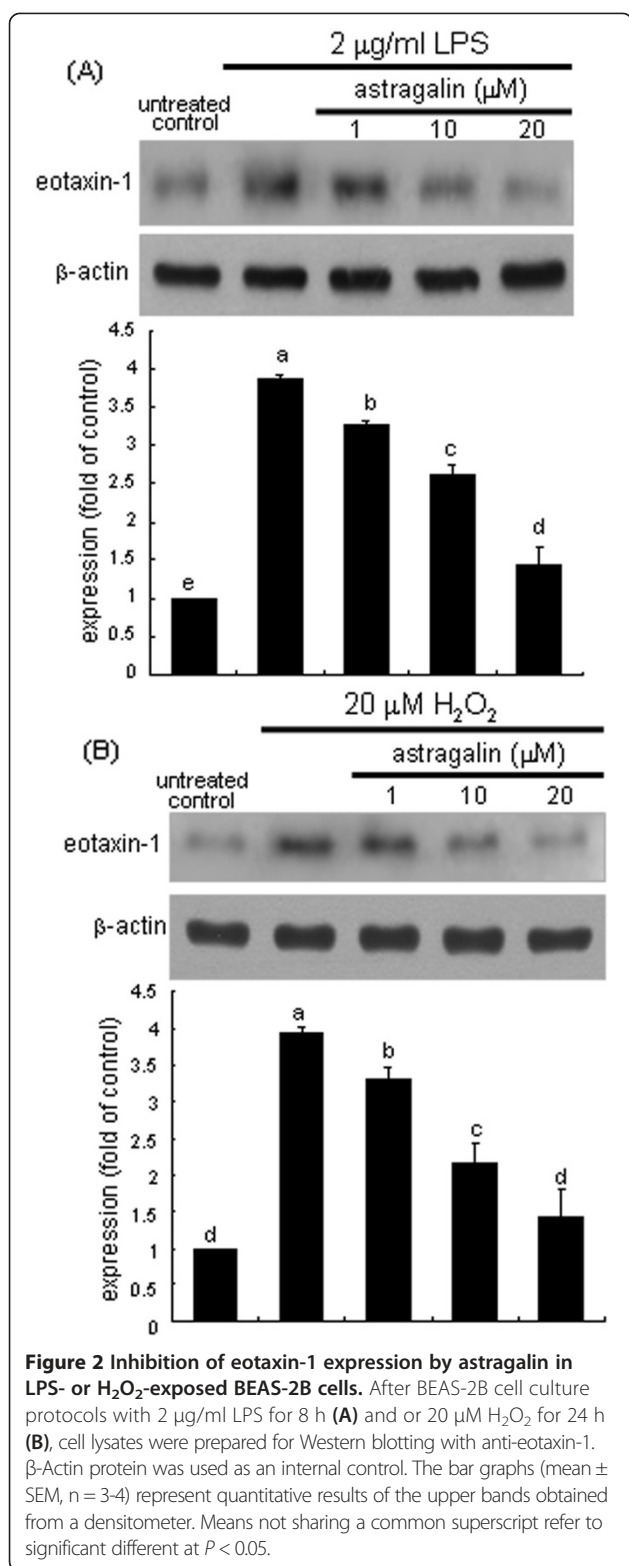 (A)
2 µg/ml LPS
astragalin (µM)
untreated control
1 10 20
eotaxin-1
β-actin
expression (fold of control)
4.5
4
3.5
3
2.5
2
1.5
1
0.5
0
e
a
b
c
d
20 µM H₂O₂
(B)
astragalin (µM)
untreated control
1 10 20
eotaxin-1
β-actin
expression (fold of control)
4.5
4
3.5
3
2.5
2
1.5
1
0.5
0
d
a
b
c
d
Figure 2 Inhibition of eotaxin-1 expression by astragalin in
LPS- or H₂O₂-exposed BEAS-2B cells. After BEAS-2B cell culture
protocols with 2 µg/ml LPS for 8 h (A) and or 20 µM H₂O₂ for 24 h
(B), cell lysates were prepared for Western blotting with anti-eotaxin-1.
β-Actin protein was used as an internal control. The bar graphs (mean ±
SEM, n = 3-4) represent quantitative results of the upper bands obtained
from a densitometer. Means not sharing a common superscript refer to
significant different at P < 0.05.